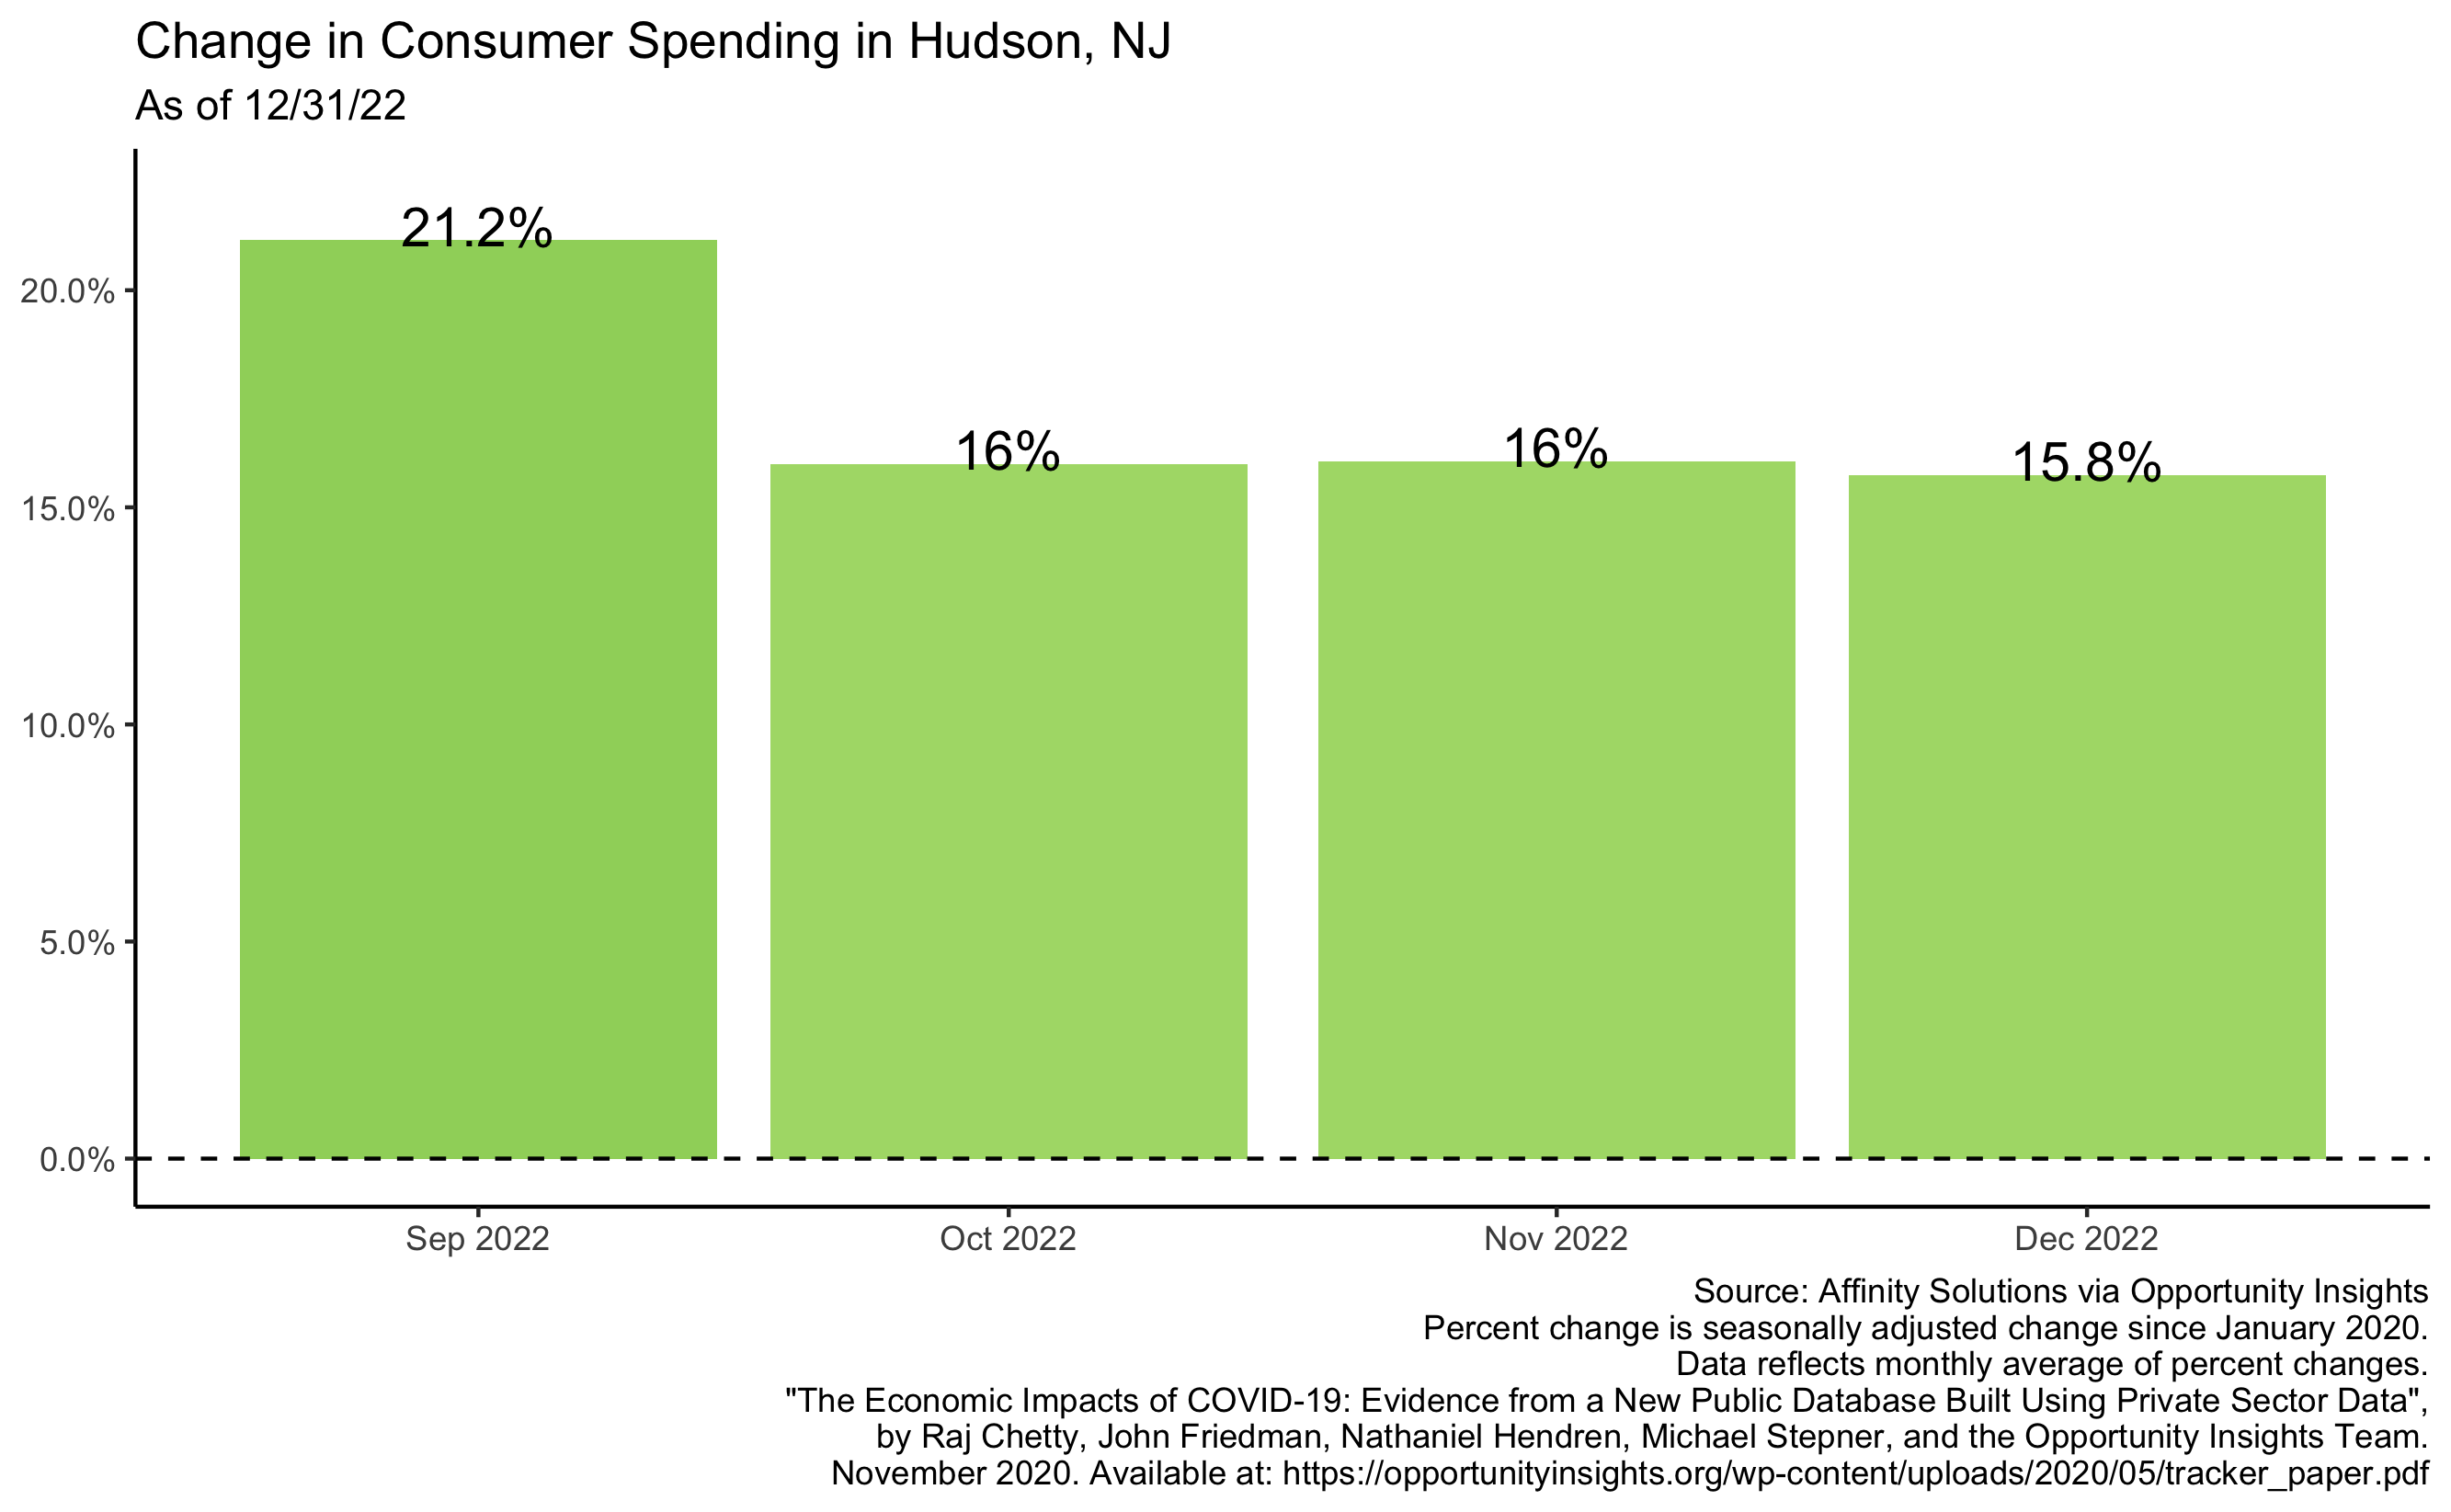 Change in Consumer Spending in Hudson, NJ
As of 12/31/22
21.2%
16%
16%
15.8%
20.0%
15.0%
10.0%
5.0%
0.0%
Sep 2022
Oct 2022
Nov 2022
Dec 2022
Source: Affinity Solutions via Opportunity Insights
Percent change is seasonally adjusted change since January 2020.
Data reflects monthly average of percent changes.
"The Economic Impacts of COVID-19: Evidence from a New Public Database Built Using Private Sector Data",
by Raj Chetty, John Friedman, Nathaniel Hendren, Michael Stepner, and the Opportunity Insights Team.
November 2020. Available at: https://opportunityinsights.org/wp-content/uploads/2020/05/tracker_paper.pdf